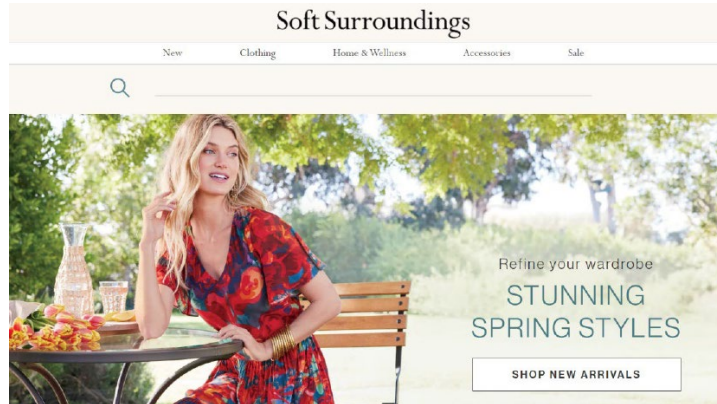 Soft Surroundings
New Clothing Home & Wellness Accessories Sale
Refine your wardrobe
STUNNING
SPRING STYLES
SHOP NEW ARRIVALS